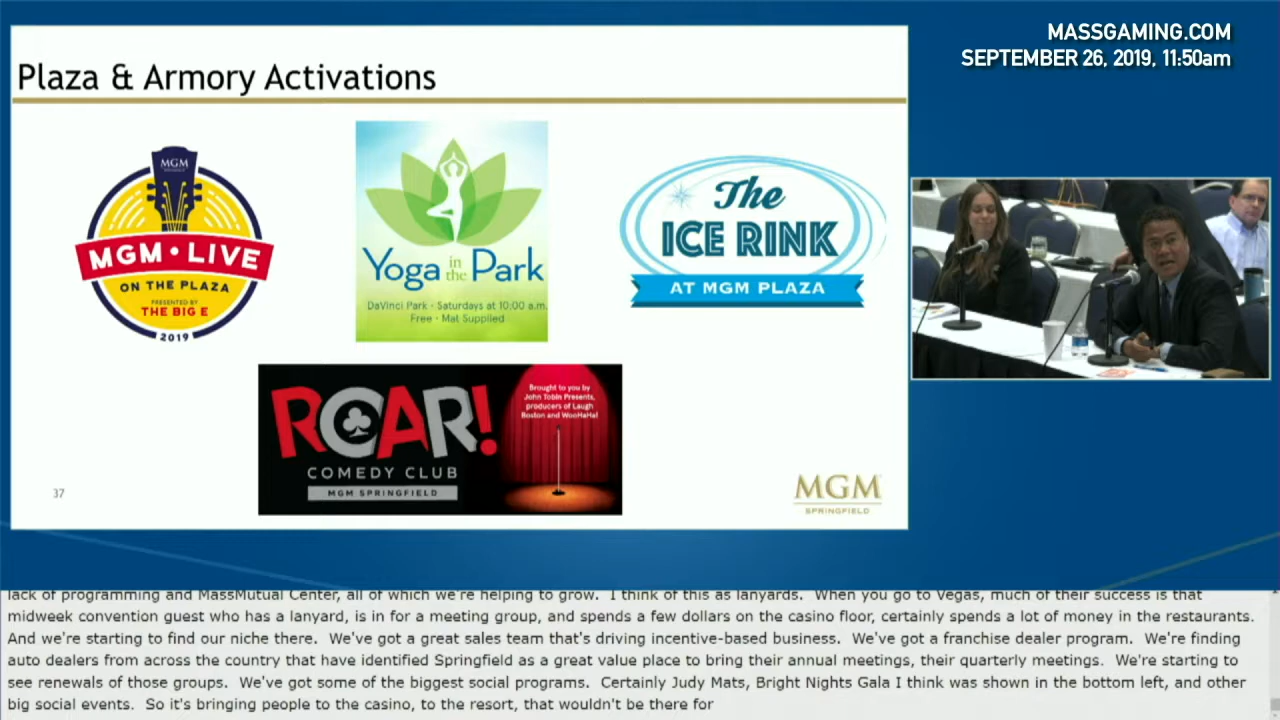 MASSGAMING.COM
SEPTEMBER 26, 2019, 11:50am
Plaza & Armory Activations
MGM
MGM • LIVE
ON THE PLAZA
PRESENTED BY
THE BIG E
2019
Yoga in the Park
DaVinci Park - Saturdays at 10:00 a.m.
Free - Mat Supplied
The
ICE RINK
AT MGM PLAZA
ROAR!
COMEDY CLUB
MGM SPRINGFIELD
Brought to you by
John Tobin Presents,
producers of Laugh
Boston and WooHaHa!
37
MGM
SPRINGFIELD
lack of programming and MassMutual Center, all of which we're helping to grow.  I think of this as lanyards.  When you go to Vegas, much of their success is that
midweek convention guest who has a lanyard, is in for a meeting group, and spends a few dollars on the casino floor, certainly spends a lot of money in the restaurants.
And we're starting to find our niche there.  We've got a great sales team that's driving incentive-based business.  We've got a franchise dealer program.  We're finding
auto dealers from across the country that have identified Springfield as a great value place to bring their annual meetings, their quarterly meetings.  We're starting to
see renewals of those groups.  We've got some of the biggest social programs.  Certainly Judy Mats, Bright Nights Gala I think was shown in the bottom left, and other
big social events.  So it's bringing people to the casino, to the resort, that wouldn't be there for